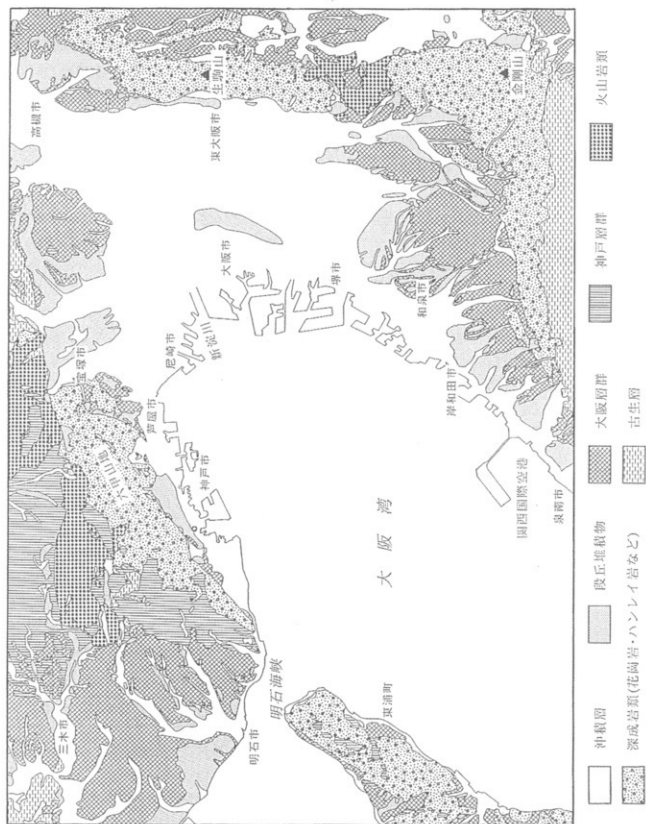 高槻市
生駒山
東大阪市
金剛山
宝塚市
尼崎市
淀川
大阪市
堺市
和泉市
芦屋市
六甲山地
神戸市
岸和田市
大阪湾
関西国際空港
泉南市
三木市
明石市
明石海峡
東浦町
沖積層
段丘堆積物
大阪層群
神戸層群
火山岩類
深成岩類(花崗岩・ハンレイ岩など)
古生層